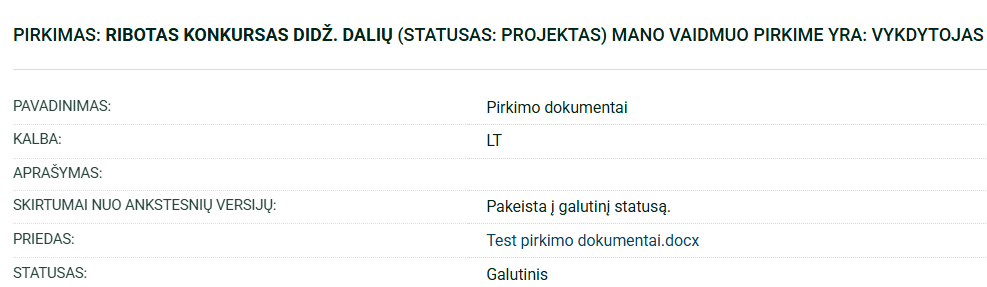 PIRKIMAS: RIBOTAS KONKURSAS DIDŽ. DALIŲ (STATUSAS: PROJEKTAS) MANO VAIDMUO PIRKIME YRA: VYKDYTOJAS
PAVADINIMAS: Pirkimo dokumentai
KALBA: LT
APRAŠYMAS:
SKIRTUMAI NUO ANKSTESNIŲ VERSIJŲ: Pakeista į galutinį statusą.
PRIEDAS: Test pirkimo dokumentai.docx
STATUSAS: Galutinis